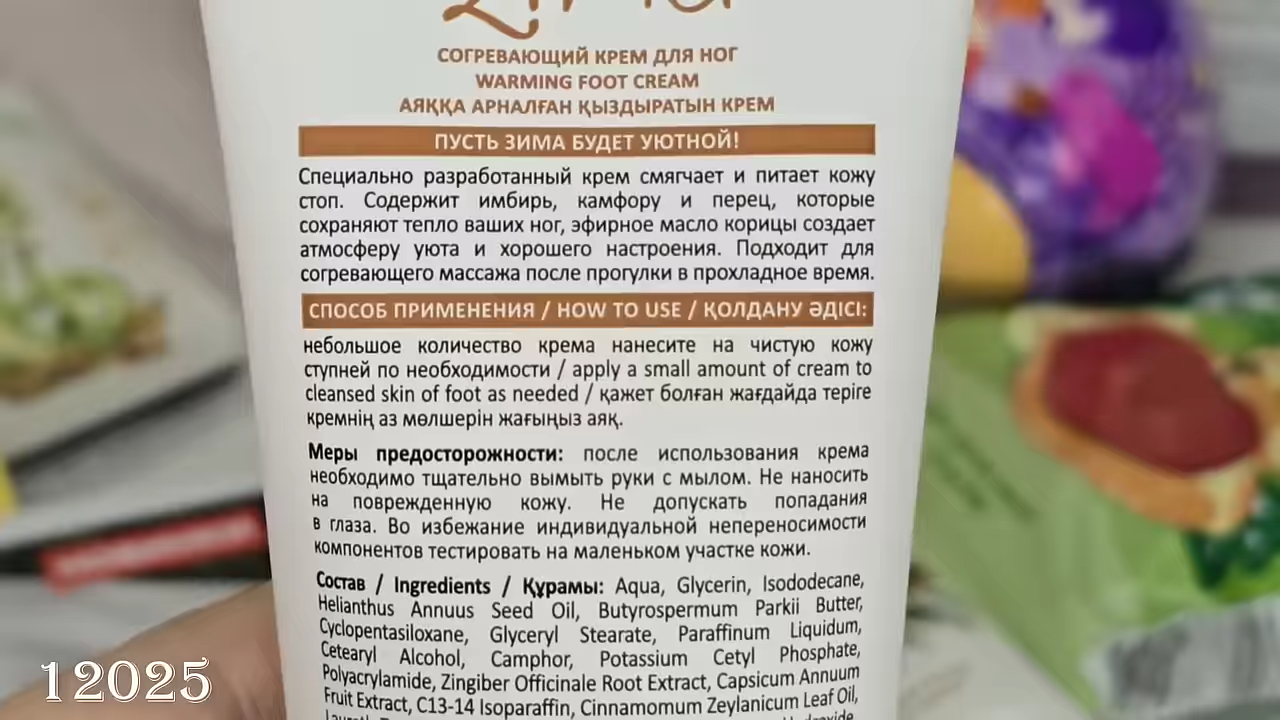 СОГРЕВАЮЩИЙ КРЕМ ДЛЯ НОГ
WARMING FOOT CREAM
АЯҚҚА АРНАЛҒАН ҚЫЗДЫРАТЫН КРЕМ
ПУСТЬ ЗИМА БУДЕТ УЮТНОЙ!
Специально разработанный крем смягчает и питает кожу
стоп. Содержит имбирь, камфору и перец, которые
сохраняют тепло ваших ног, эфирное масло корицы создает
атмосферу уюта и хорошего настроения. Подходит для
согревающего массажа после прогулки в прохладное время.
СПОСОБ ПРИМЕНЕНИЯ / HOW TO USE / ҚОЛДАНУ ӘДІСІ:
небольшое количество крема нанесите на чистую кожу
ступней по необходимости / apply a small amount of cream to
cleansed skin of foot as needed / қажет болған жағдайда теріге
кремнің аз мөлшерін жағыңыз аяқ.
Меры предосторожности: после использования крема
необходимо тщательно вымыть руки с мылом. Не наносить
на поврежденную кожу. Не допускать попадания
в глаза. Во избежание индивидуальной непереносимости
компонентов тестировать на маленьком участке кожи.
Состав / Ingredients / Құрамы: Aqua, Glycerin, Isododecane,
Helianthus Annuus Seed Oil, Butyrospermum Parkii Butter,
Cyclopentasiloxane, Glyceryl Stearate, Paraffinum Liquidum,
Cetearyl Alcohol, Camphor, Potassium Cetyl Phosphate,
Polyacrylamide, Zingiber Officinale Root Extract, Capsicum Annuum
Fruit Extract, C13-14 Isoparaffin, Cinnamomum Zeylanicum Leaf Oil,
12025